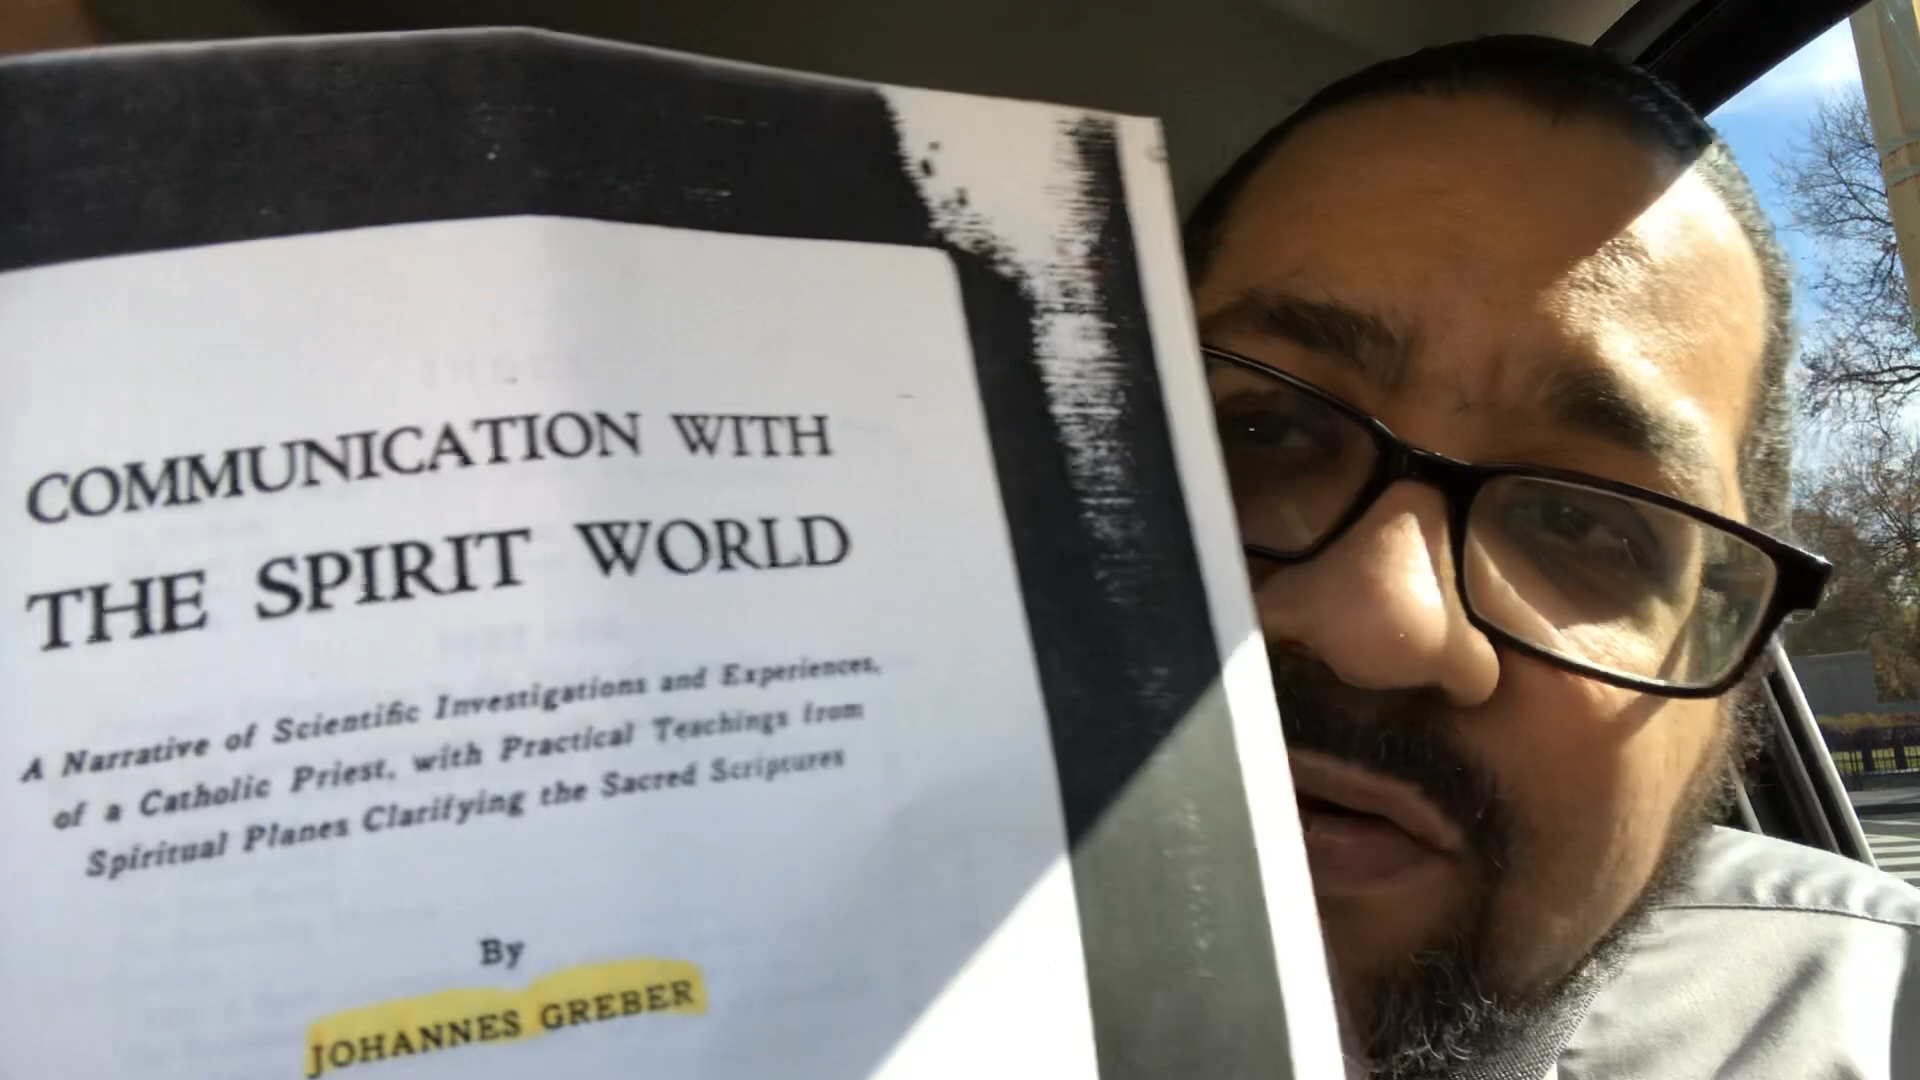 COMMUNICATION WITH
THE SPIRIT WORLD
A Narrative of Scientific Investigations and Experiences,
of a Catholic Priest, with Practical Teachings from
Spiritual Planes Clarifying the Sacred Scriptures
By
JOHANNES GREBER